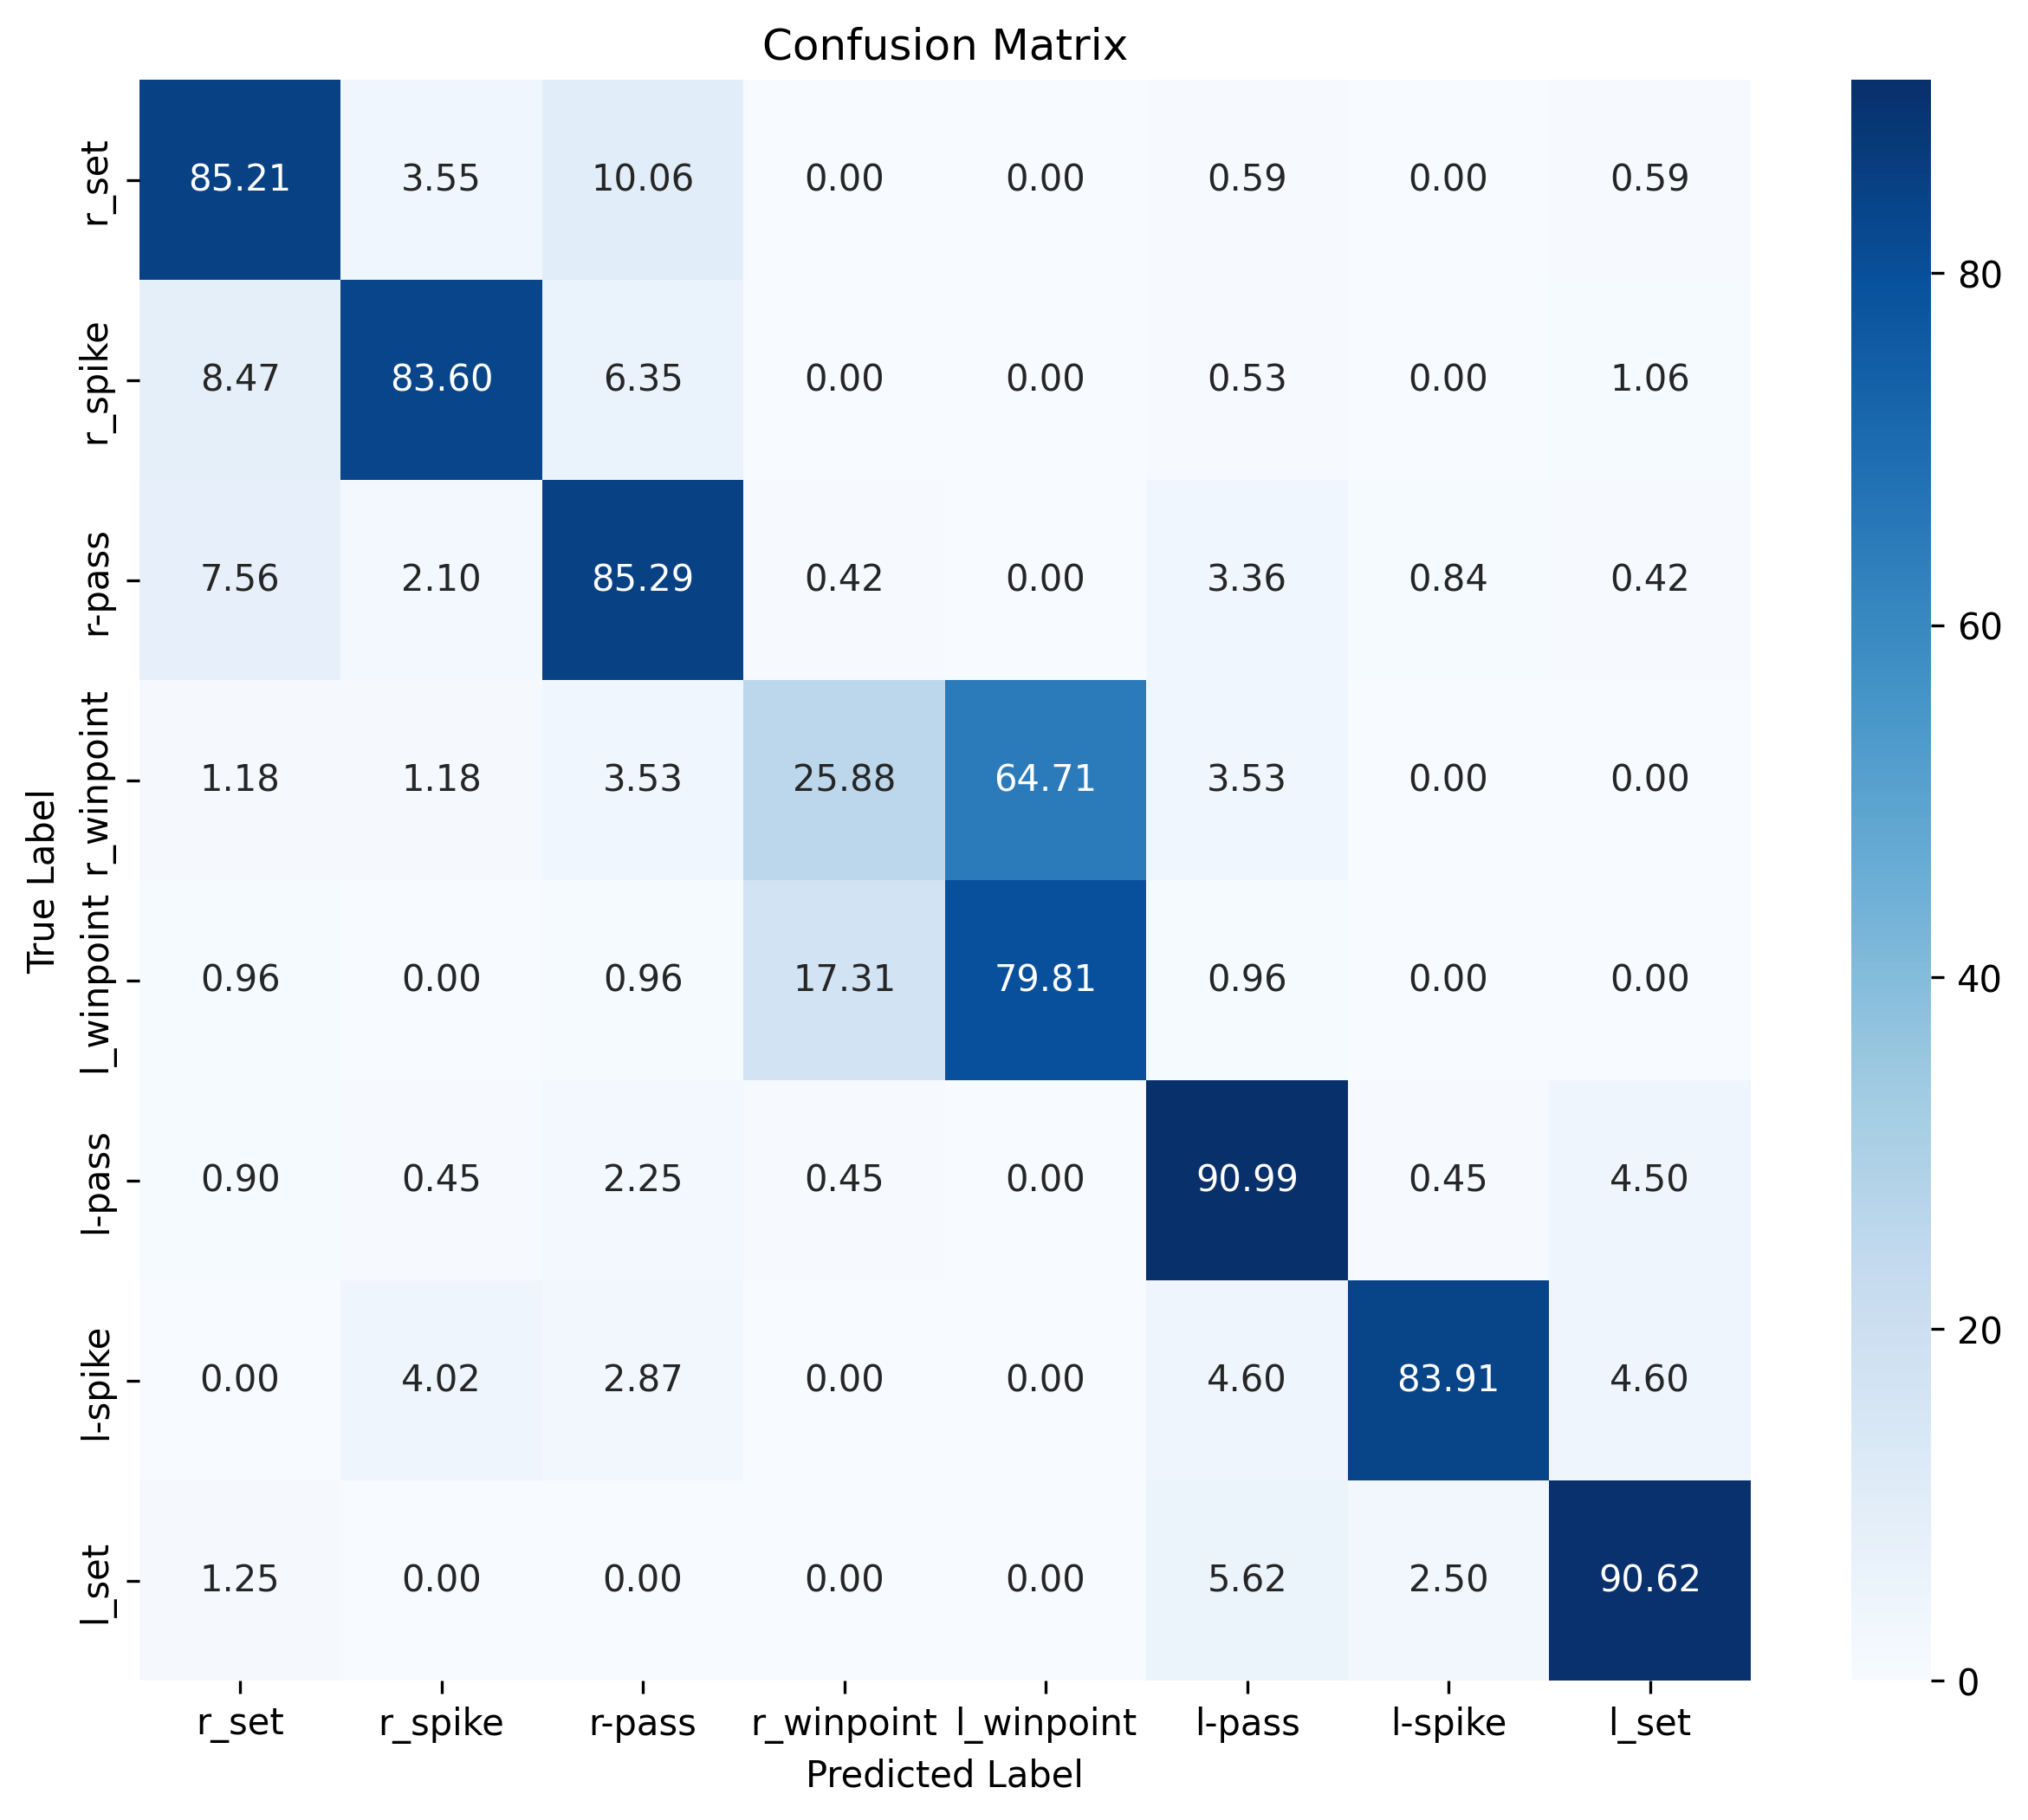 Confusion Matrix
r_set 85.21 3.55 10.06 0.00 0.00 0.59 0.00 0.59
r_spike 8.47 83.60 6.35 0.00 0.00 0.53 0.00 1.06
r-pass 7.56 2.10 85.29 0.42 0.00 3.36 0.84 0.42
r_winpoint 1.18 1.18 3.53 25.88 64.71 3.53 0.00 0.00
l_winpoint 0.96 0.00 0.96 17.31 79.81 0.96 0.00 0.00
l-pass 0.90 0.45 2.25 0.45 0.00 90.99 0.45 4.50
l-spike 0.00 4.02 2.87 0.00 0.00 4.60 83.91 4.60
l_set 1.25 0.00 0.00 0.00 0.00 5.62 2.50 90.62
r_set r_spike r-pass r_winpoint l_winpoint l-pass l-spike l_set
Predicted Label
True Label
80
60
40
20
0